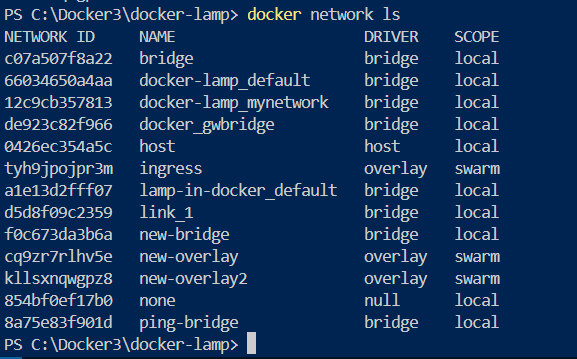 PS C:\Docker3\docker-lamp> docker network ls
NETWORK ID     NAME                     DRIVER    SCOPE
c07a507f8a22   bridge                   bridge    local
66034650a4aa   docker-lamp_default      bridge    local
12c9cb357813   docker-lamp_mynetwork    bridge    local
de923c82f966   docker_gwbridge          bridge    local
0426ec354a5c   host                     host      local
tyh9jpojpr3m   ingress                  overlay   swarm
a1e13d2fff07   lamp-in-docker_default   bridge    local
d5d8f09c2359   link_1                   bridge    local
f0c673da3b6a   new-bridge               bridge    local
cq9zr7rlhv5e   new-overlay              overlay   swarm
kllsxnqwgpz8   new-overlay2             overlay   swarm
854bf0ef17b0   none                     null      local
8a75e83f901d   ping-bridge              bridge    local
PS C:\Docker3\docker-lamp>